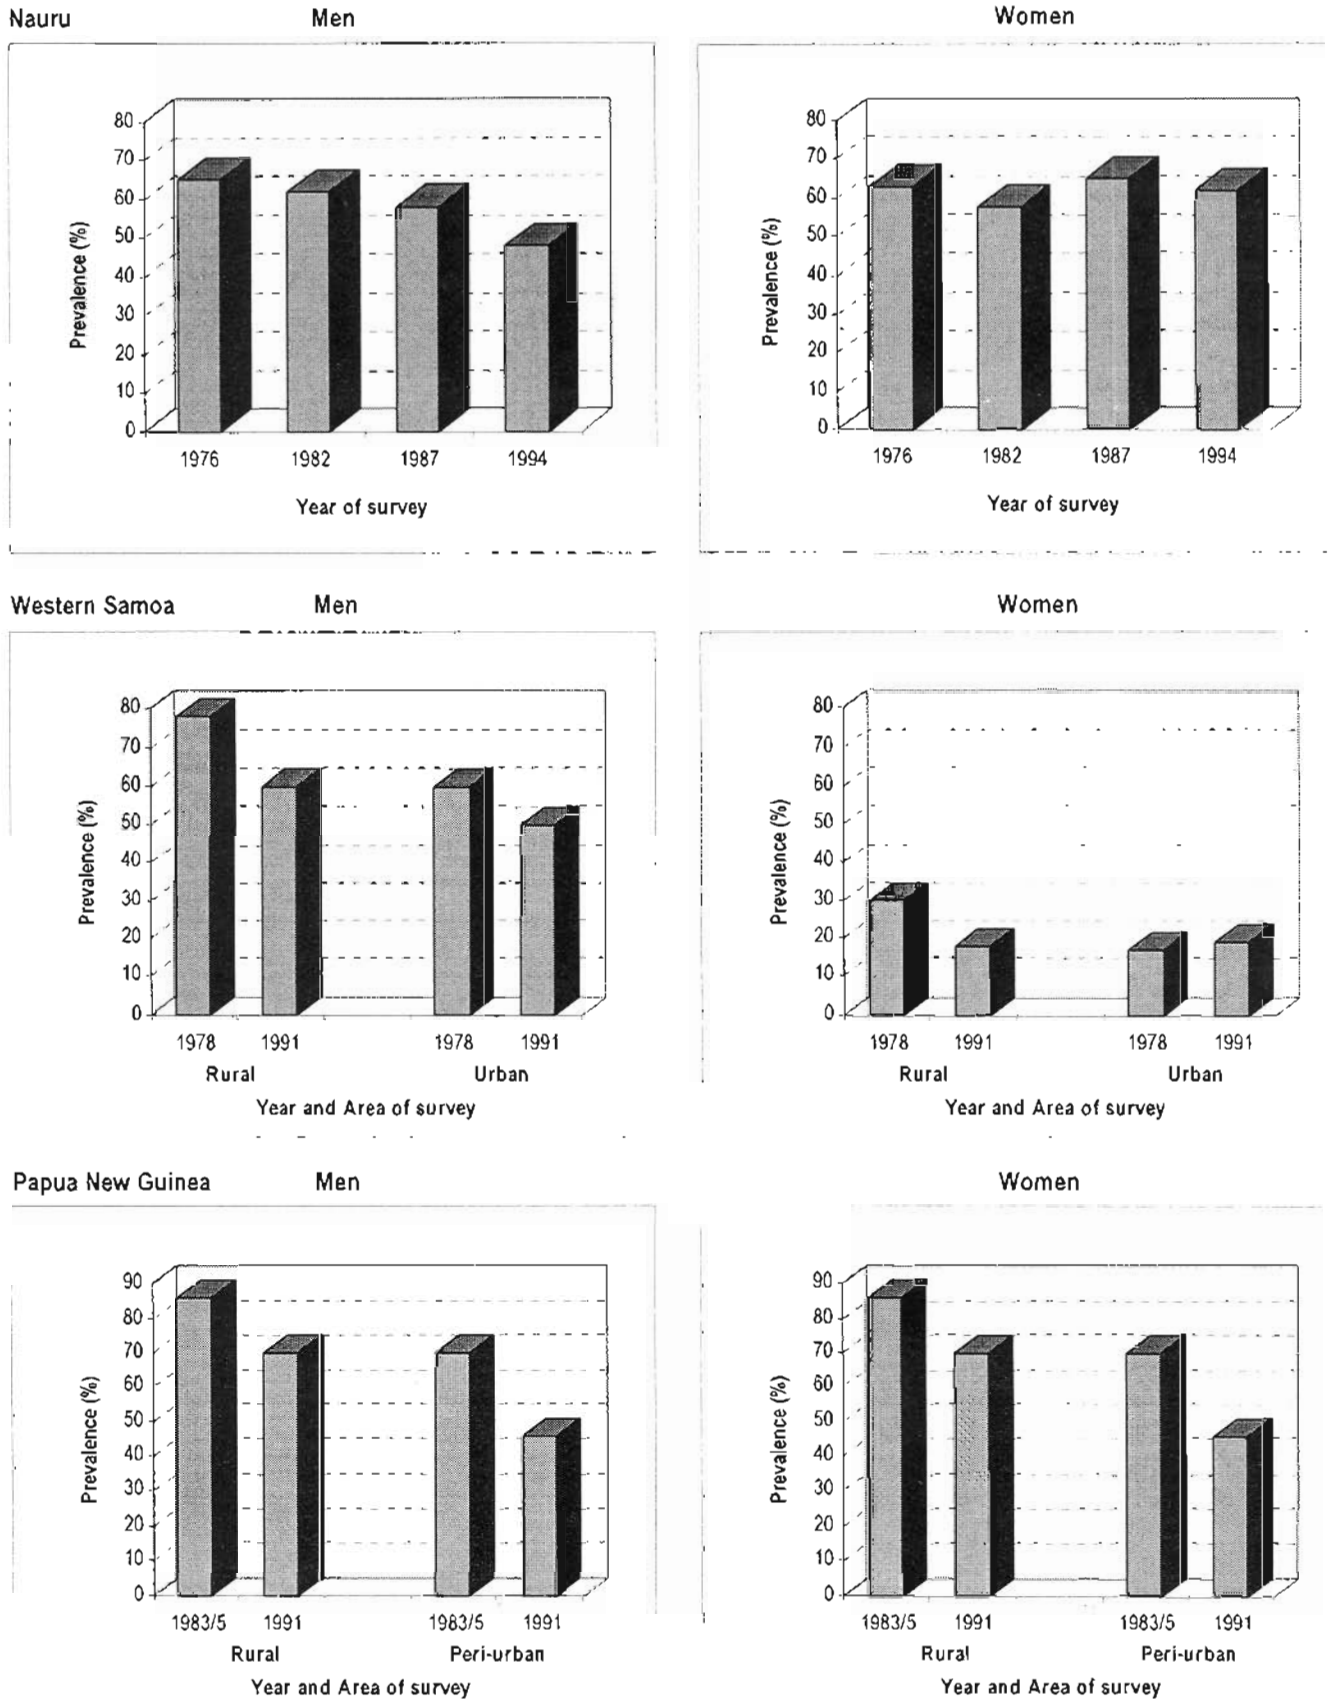 Nauru Men
Women
80
70
60
50
40
30
20
10
0
Prevalence (%)
1976 1982 1987 1994
Year of survey
80
70
60
50
40
30
20
10
0
Prevalence (%)
1976 1982 1987 1994
Year of survey
Western Samoa Men
Women
80
70
60
50
40
30
20
10
0
Prevalence (%)
1978 1991 1978 1991
Rural Urban
Year and Area of survey
80
70
60
50
40
30
20
10
0
Prevalence (%)
1978 1991 1978 1991
Rural Urban
Year and Area of survey
Papua New Guinea Men
Women
90
80
70
60
50
40
30
20
10
0
Prevalence (%)
1983/5 1991 1983/5 1991
Rural Peri-urban
Year and Area of survey
90
80
70
60
50
40
30
20
10
0
Prevalence (%)
1983/5 1991 1983/5 1991
Rural Peri-urban
Year and Area of survey